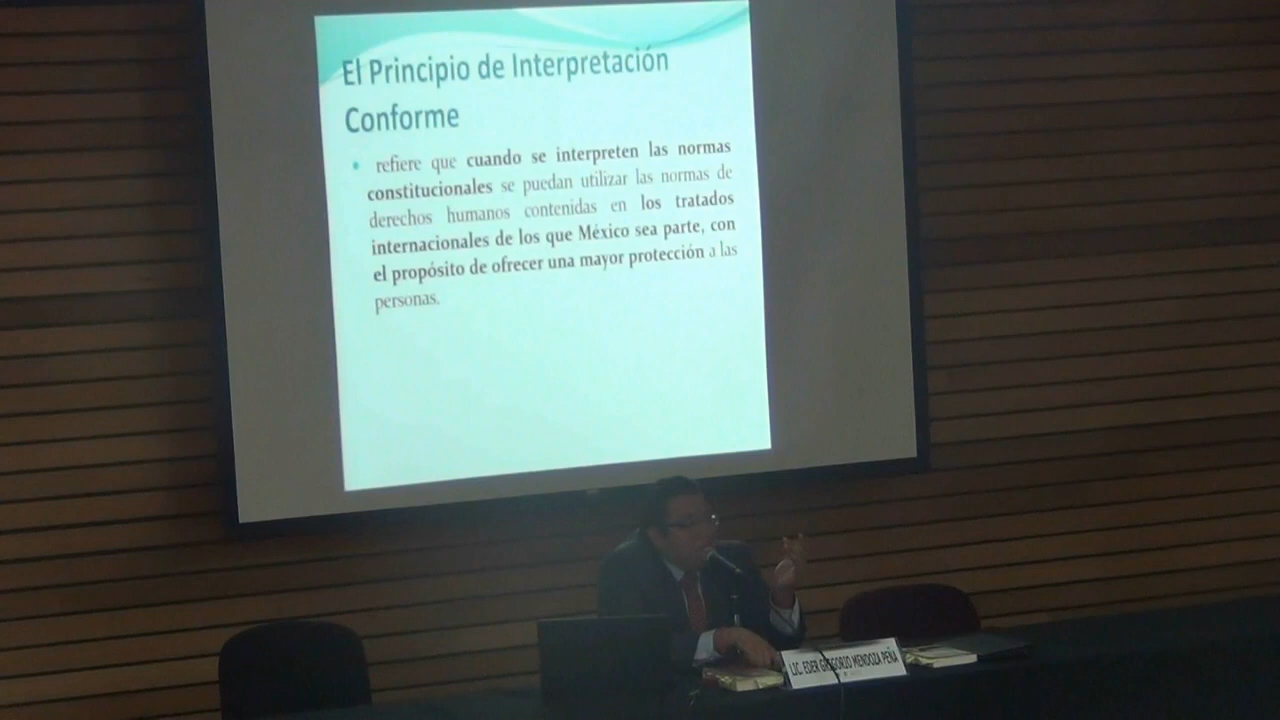 El Principio de Interpretación
Conforme
• refiere que cuando se interpreten las normas
constitucionales se puedan utilizar las normas de
derechos humanos contenidas en los tratados
internacionales de los que México sea parte, con
el propósito de ofrecer una mayor protección a las
personas.
LIC. EDER GREGORIO MENDOZA PEÑA